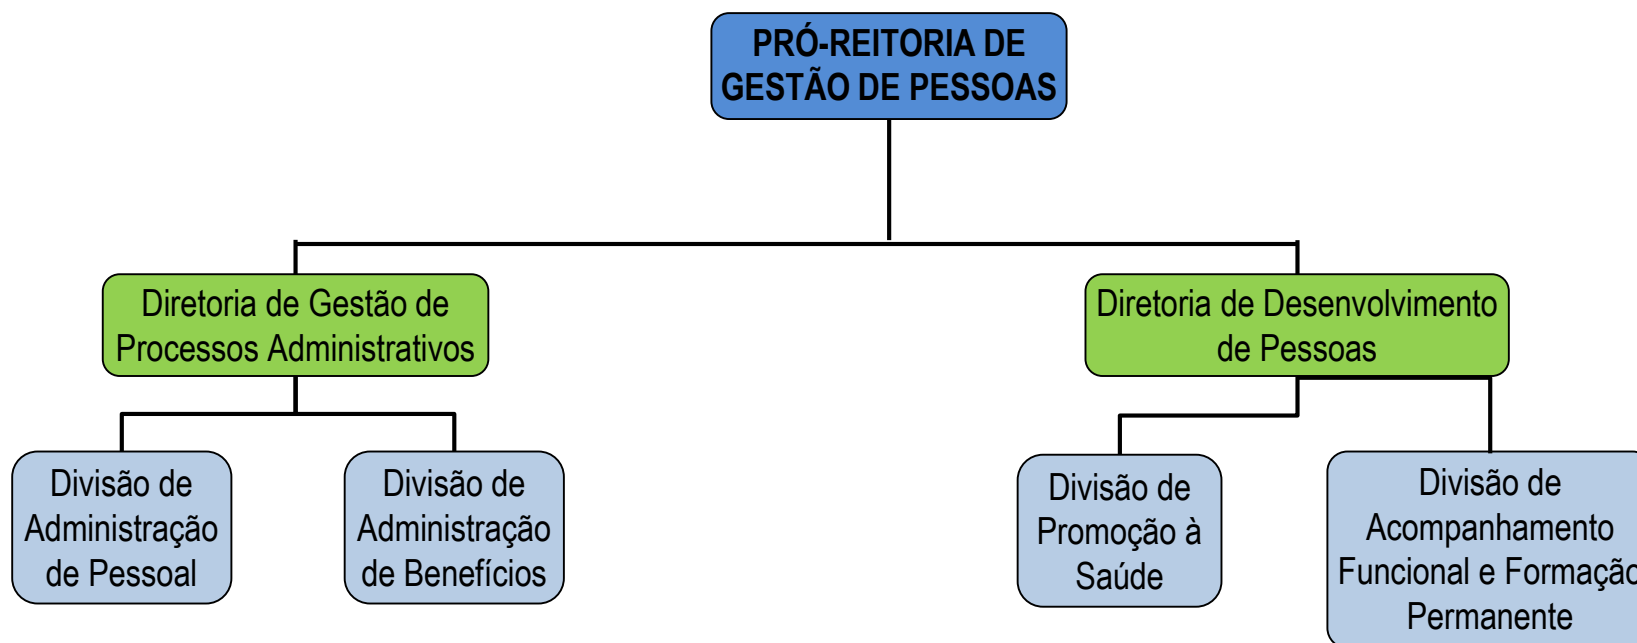 PRÓ-REITORIA DE
GESTÃO DE PESSOAS
Diretoria de Gestão de
Processos Administrativos
Diretoria de Desenvolvimento
de Pessoas
Divisão de
Administração
de Pessoal
Divisão de
Administração
de Benefícios
Divisão de
Promoção à
Saúde
Divisão de
Acompanhamento
Funcional e Formação
Permanente